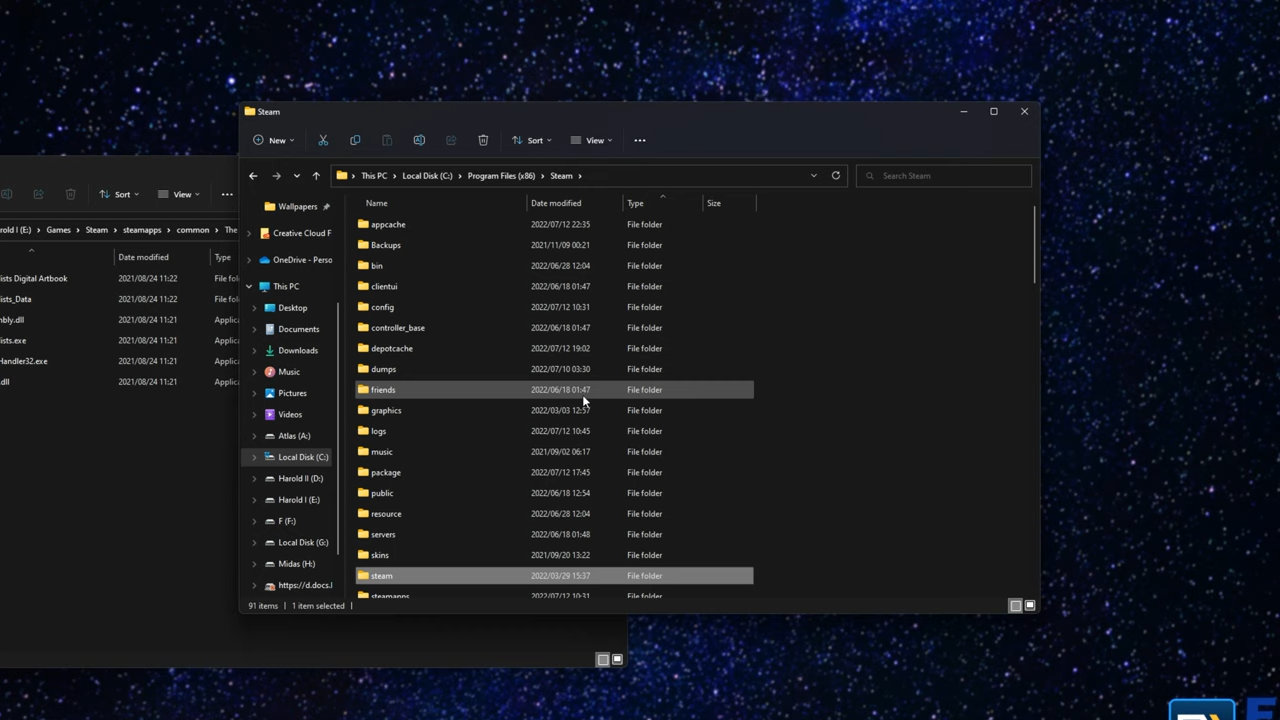 Steam
New
Sort
View
This PC
Local Disk (C:)
Program Files (x86)
Steam
Search Steam
Name
Date modified
Type
Size
Wallpapers
Creative Cloud F
OneDrive - Perso
This PC
Desktop
Documents
Downloads
Music
Pictures
Videos
Atlas (A:)
Local Disk (C:)
Harold II (D:)
Harold I (E:)
F (F:)
Local Disk (G:)
Midas (H:)
https://d.docs.l
appcache 2022/07/12 22:35 File folder
Backups 2021/11/09 00:21 File folder
bin 2022/06/28 12:04 File folder
clientui 2022/06/18 01:47 File folder
config 2022/07/12 10:31 File folder
controller_base 2022/06/18 01:47 File folder
depotcache 2022/07/12 19:02 File folder
dumps 2022/07/10 03:30 File folder
friends 2022/06/18 01:47 File folder
graphics 2022/03/03 12:57 File folder
logs 2022/07/12 10:45 File folder
music 2021/09/02 06:17 File folder
package 2022/07/12 17:45 File folder
public 2022/06/18 12:54 File folder
resource 2022/06/28 12:04 File folder
servers 2022/06/18 01:48 File folder
skins 2021/09/20 13:22 File folder
steam 2022/03/29 15:37 File folder
steamapps 2022/07/12 10:31 File folder
91 items
1 item selected
Sort
View
rold I (E:)
Games
Steam
steamapps
common
The
Date modified
Type
ists Digital Artbook 2021/08/24 11:22 File fol
ists_Data 2021/08/24 11:22 File fol
mbly.dll 2021/08/24 11:21 Applica
ists.exe 2021/08/24 11:21 Applica
Handler32.exe 2021/08/24 11:21 Applica
.dll 2021/08/24 11:21 Applica